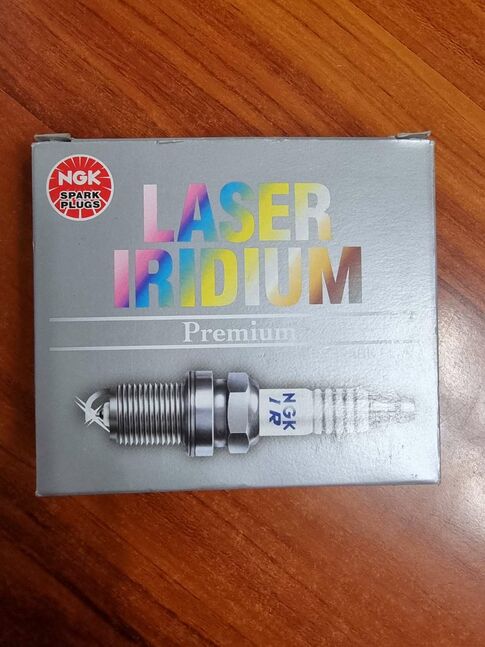 NGK
SPARK
PLUGS
LASER
IRIDIUM
Premium
NGK
IR